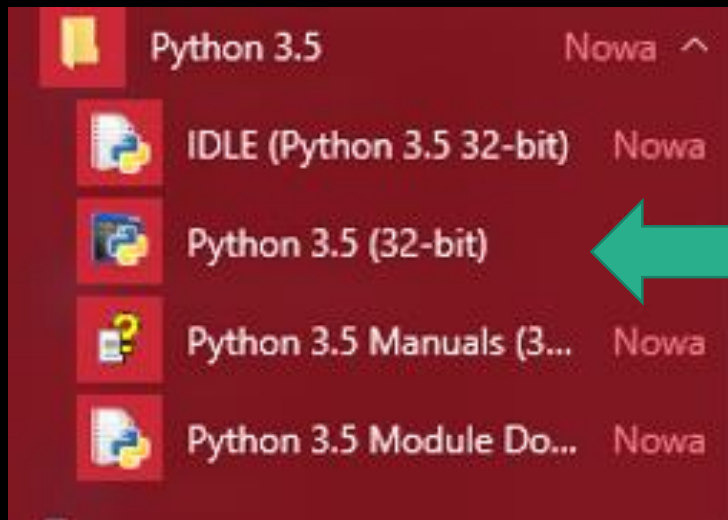 Python 3.5 Nowa
IDLE (Python 3.5 32-bit) Nowa
Python 3.5 (32-bit)
Python 3.5 Manuals (3... Nowa
Python 3.5 Module Do... Nowa